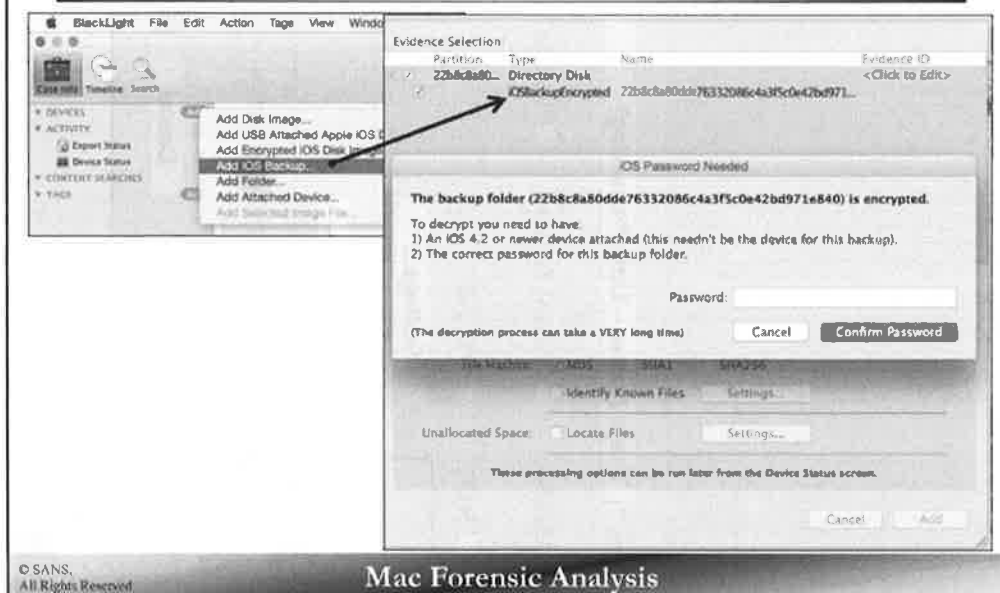 BlackLight File Edit Action Tags View Windo
Case Info Timeline Search
DEVICES
ACTIVITY
Export Status
Device Status
CONTENT SEARCHES
TAGS
Add Disk Image...
Add USB Attached Apple iOS D
Add Encrypted iOS Disk Image
Add iOS Backup...
Add Folder...
Add Attached Device...
Add Selected Image File...
Evidence Selection
Partition Type Name Evidence ID
22b8c8a80... Directory Disk <Click to Edit>
iOSBackupEncrypted 22b8c8a80dde76332086c4a3f5c0e42bd971...
iOS Password Needed
The backup folder (22b8c8a80dde76332086c4a3f5c0e42bd971e840) is encrypted.
To decrypt you need to have:
1) An iOS 4.2 or newer device attached (this needn't be the device for this backup).
2) The correct password for this backup folder.
Password:
(The decryption process can take a VERY long time) Cancel Confirm Password
File Hashes: MD5 SHA1 SHA256
Identify Known Files Settings...
Unallocated Space: Locate Files Settings...
These processing options can be run later from the Device Status screen.
Cancel Add
© SANS,
All Rights Reserved
Mac Forensic Analysis